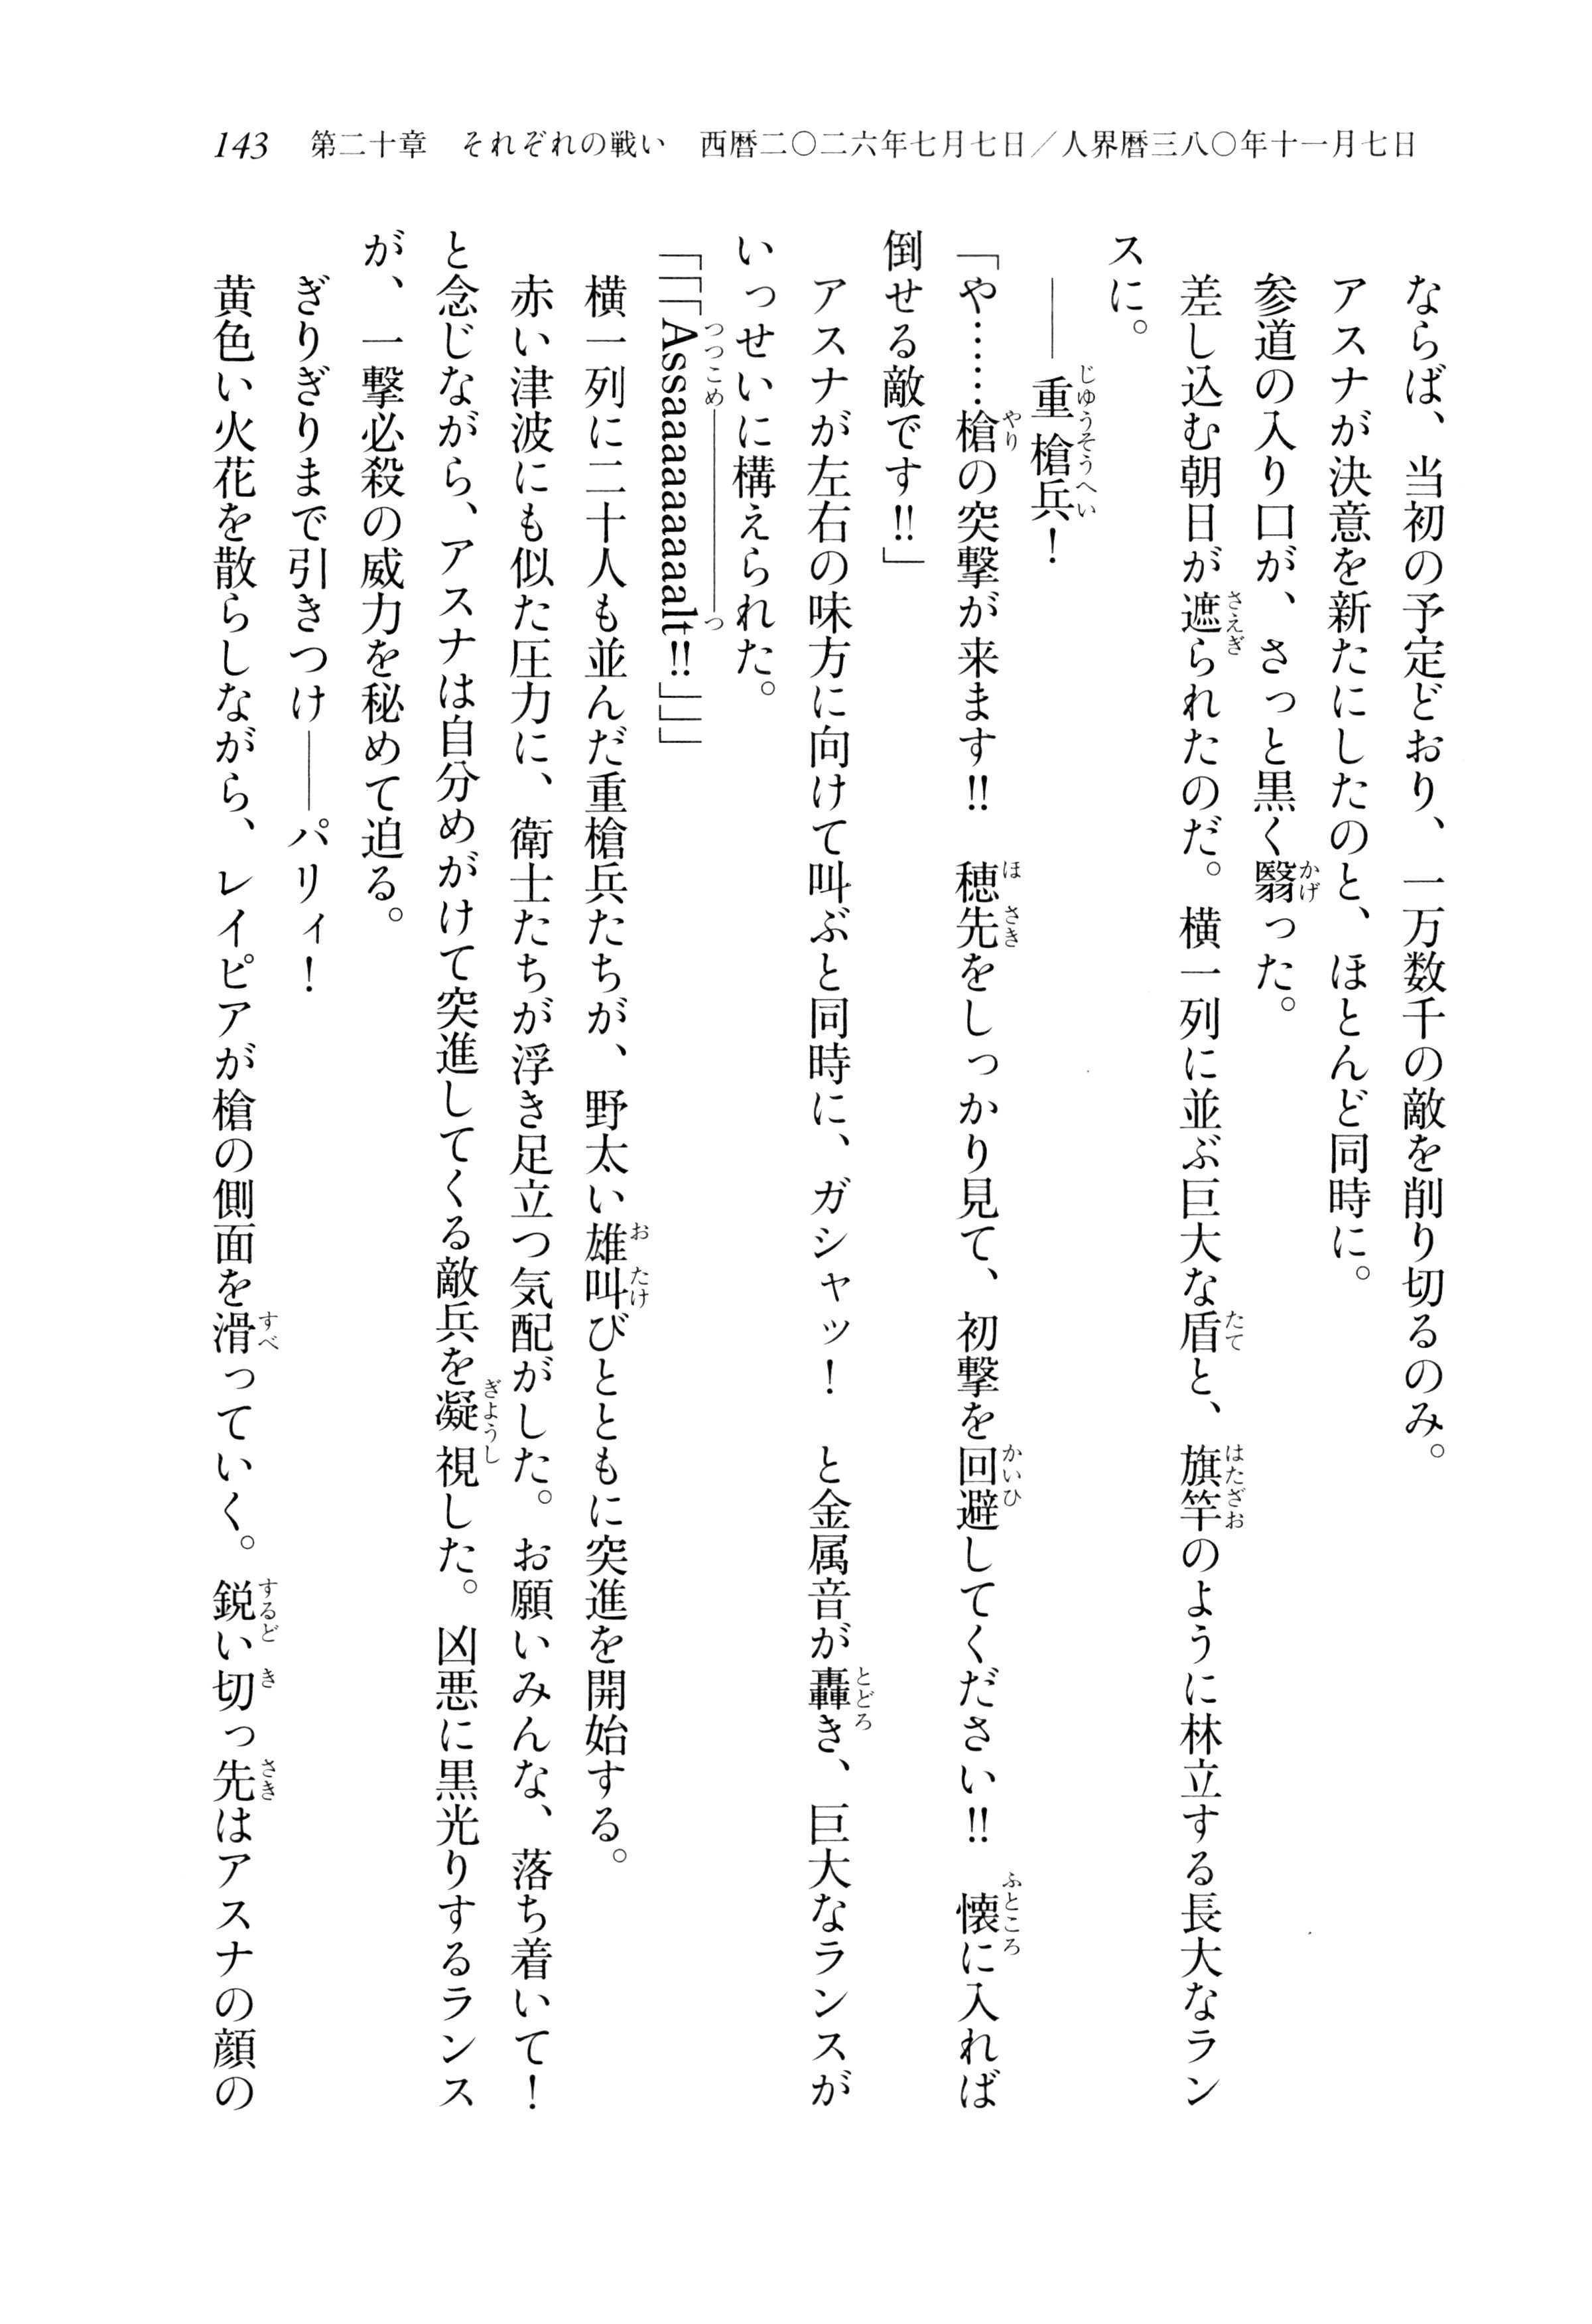 143　第二十章　それぞれの戦い　西暦二〇二六年七月七日／人界暦三八〇年十一月七日
ならば、当初の予定どおり、一万数千の敵を削り切るのみ。
アスナが決意を新たにしたのと、ほとんど同時に。
参道の入り口が、さっと黒く翳った。
差し込む朝日が遮られたのだ。横一列に並ぶ巨大な盾と、旗竿のように林立する長大なラン
スに。
――重槍兵！
「や……槍の突撃が来ます‼　穂先をしっかり見て、初撃を回避してください‼　懐に入れば
倒せる敵です‼」
アスナが左右の味方に向けて叫ぶと同時に、ガシャッ！　と金属音が轟き、巨大なランスが
いっせいに構えられた。
「「「Assaaaaaaaaaalt‼」」」
横一列に二十人も並んだ重槍兵たちが、野太い雄叫びとともに突進を開始する。
赤い津波にも似た圧力に、衛士たちが浮き足立つ気配がした。お願いみんな、落ち着いて！
と念じながら、アスナは自分めがけて突進してくる敵兵を凝視した。凶悪に黒光りするランス
が、一撃必殺の威力を秘めて迫る。
ぎりぎりまで引きつけ――パリィ！
黄色い火花を散らしながら、レイピアが槍の側面を滑っていく。鋭い切っ先はアスナの顔の